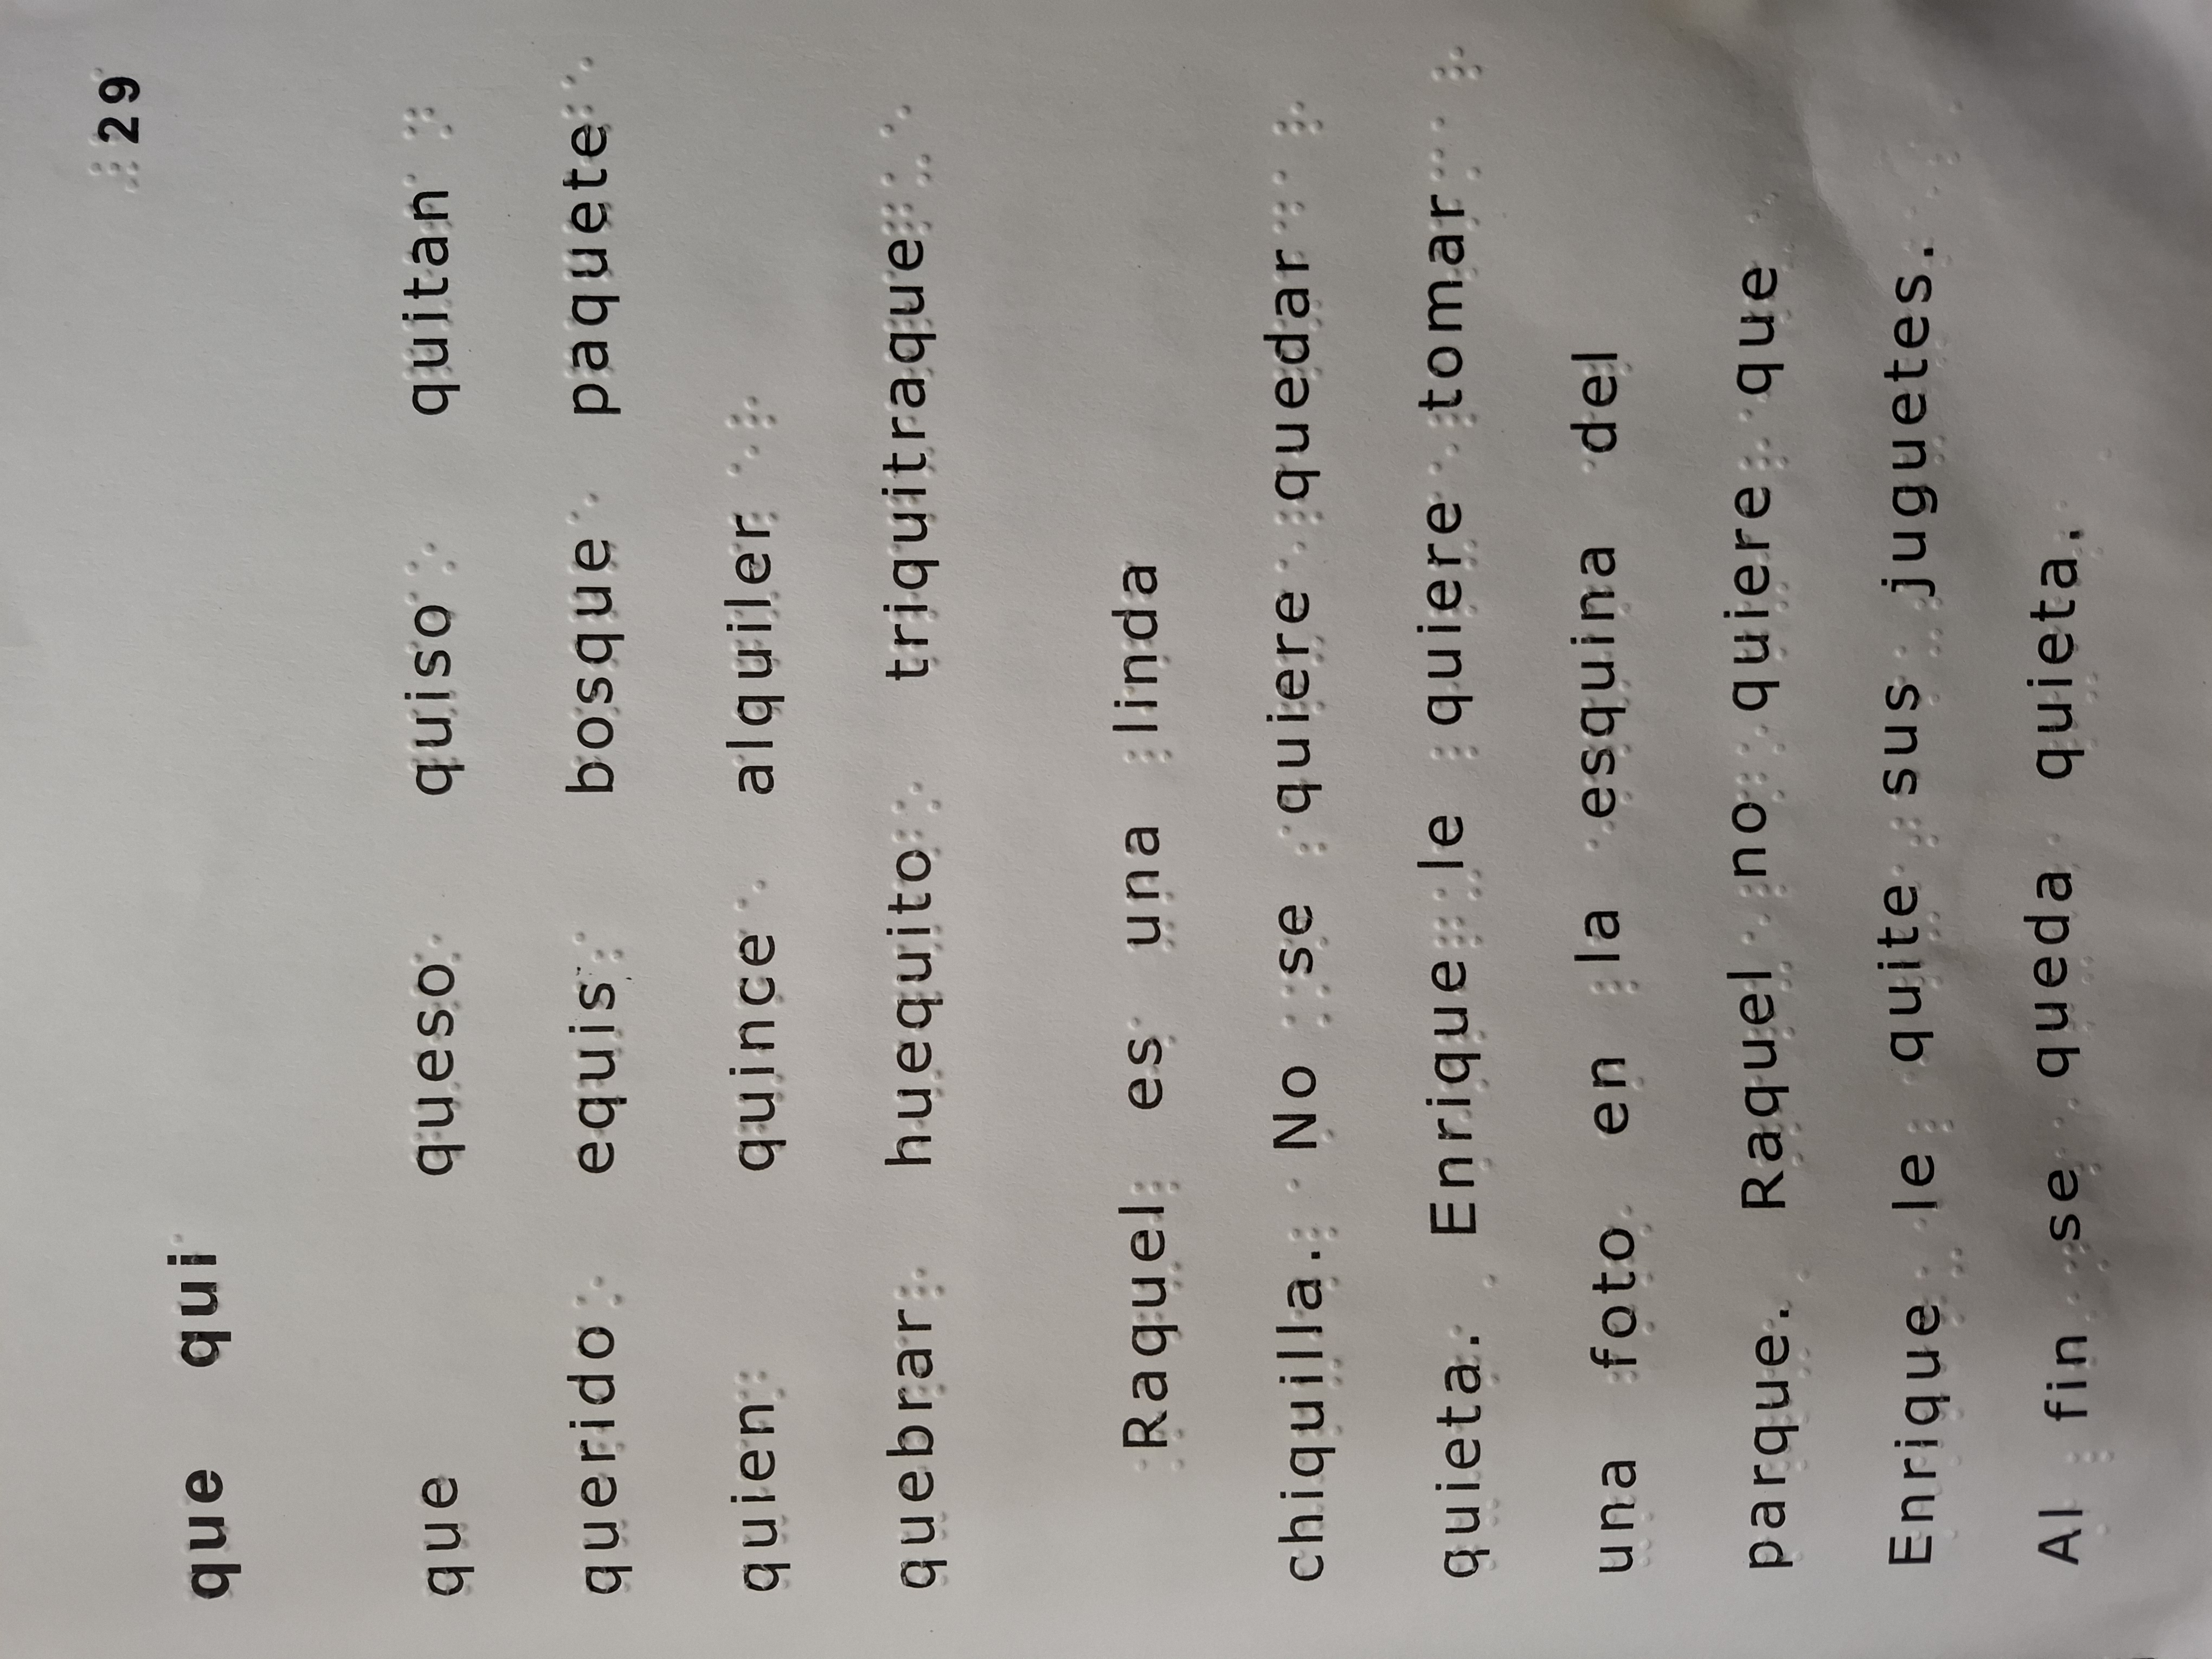 29
que qui
que queso quiso quitan
querido equis bosque paquete
quien quince alquiler
quebrar huequito triquitraque
Raquel es una linda
chiquilla. No se quiere quedar
quieta. Enrique le quiere tomar
una foto en la esquina del
parque. Raquel no quiere que
Enrique le quite sus juguetes.
Al fin se queda quieta.